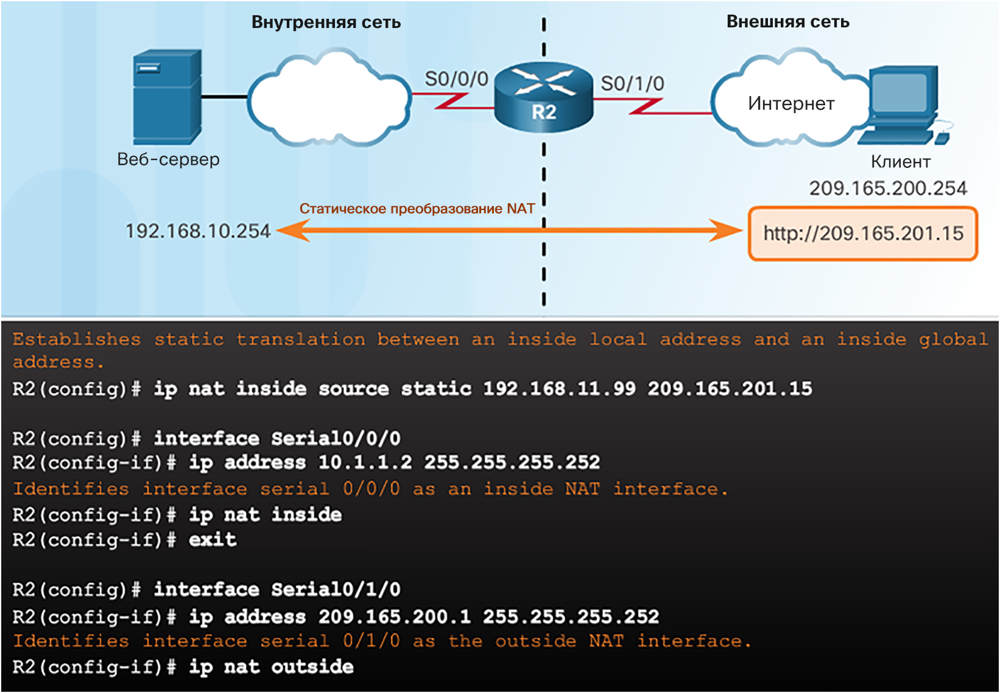 Внутренняя сеть
Внешняя сеть
S0/0/0
S0/1/0
R2
Интернет
Веб-сервер
Клиент
209.165.200.254
Статическое преобразование NAT
192.168.10.254
http://209.165.201.15
Establishes static translation between an inside local address and an inside global
address.
R2(config)# ip nat inside source static 192.168.11.99 209.165.201.15
R2(config)# interface Serial0/0/0
R2(config-if)# ip address 10.1.1.2 255.255.255.252
Identifies interface serial 0/0/0 as an inside NAT interface.
R2(config-if)# ip nat inside
R2(config-if)# exit
R2(config)# interface Serial0/1/0
R2(config-if)# ip address 209.165.200.1 255.255.255.252
Identifies interface serial 0/1/0 as the outside NAT interface.
R2(config-if)# ip nat outside